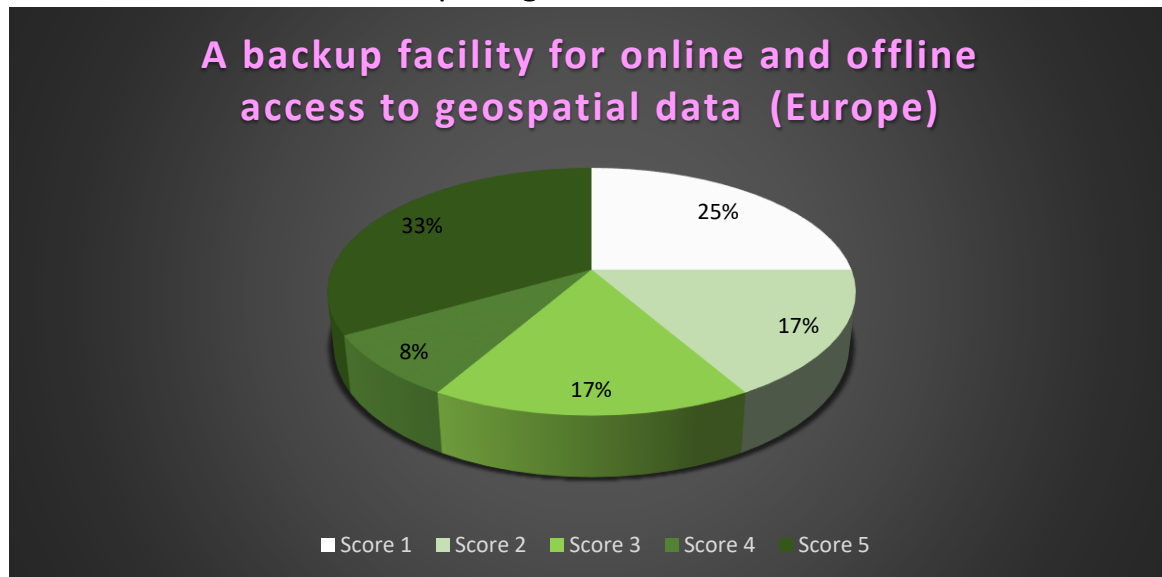 A backup facility for online and offline
access to geospatial data (Europe)
25%
33%
17%
8%
17%
Score 1 Score 2 Score 3 Score 4 Score 5